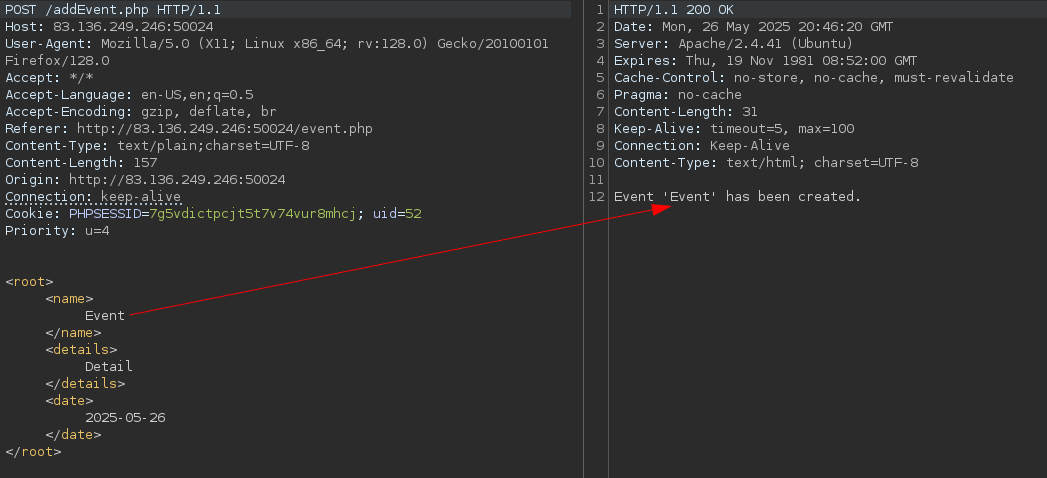 POST /addEvent.php HTTP/1.1
Host: 83.136.249.246:50024
User-Agent: Mozilla/5.0 (X11; Linux x86_64; rv:128.0) Gecko/20100101
Firefox/128.0
Accept: */*
Accept-Language: en-US,en;q=0.5
Accept-Encoding: gzip, deflate, br
Referer: http://83.136.249.246:50024/event.php
Content-Type: text/plain;charset=UTF-8
Content-Length: 157
Origin: http://83.136.249.246:50024
Connection: keep-alive
Cookie: PHPSESSID=7g5vdictpcjt5t7v74vur8mhcj; uid=52
Priority: u=4

<root>
     <name>
          Event
     </name>
     <details>
          Detail
     </details>
     <date>
          2025-05-26
     </date>
</root>
1 HTTP/1.1 200 OK
2 Date: Mon, 26 May 2025 20:46:20 GMT
3 Server: Apache/2.4.41 (Ubuntu)
4 Expires: Thu, 19 Nov 1981 08:52:00 GMT
5 Cache-Control: no-store, no-cache, must-revalidate
6 Pragma: no-cache
7 Content-Length: 31
8 Keep-Alive: timeout=5, max=100
9 Connection: Keep-Alive
10 Content-Type: text/html; charset=UTF-8
11
12 Event 'Event' has been created.